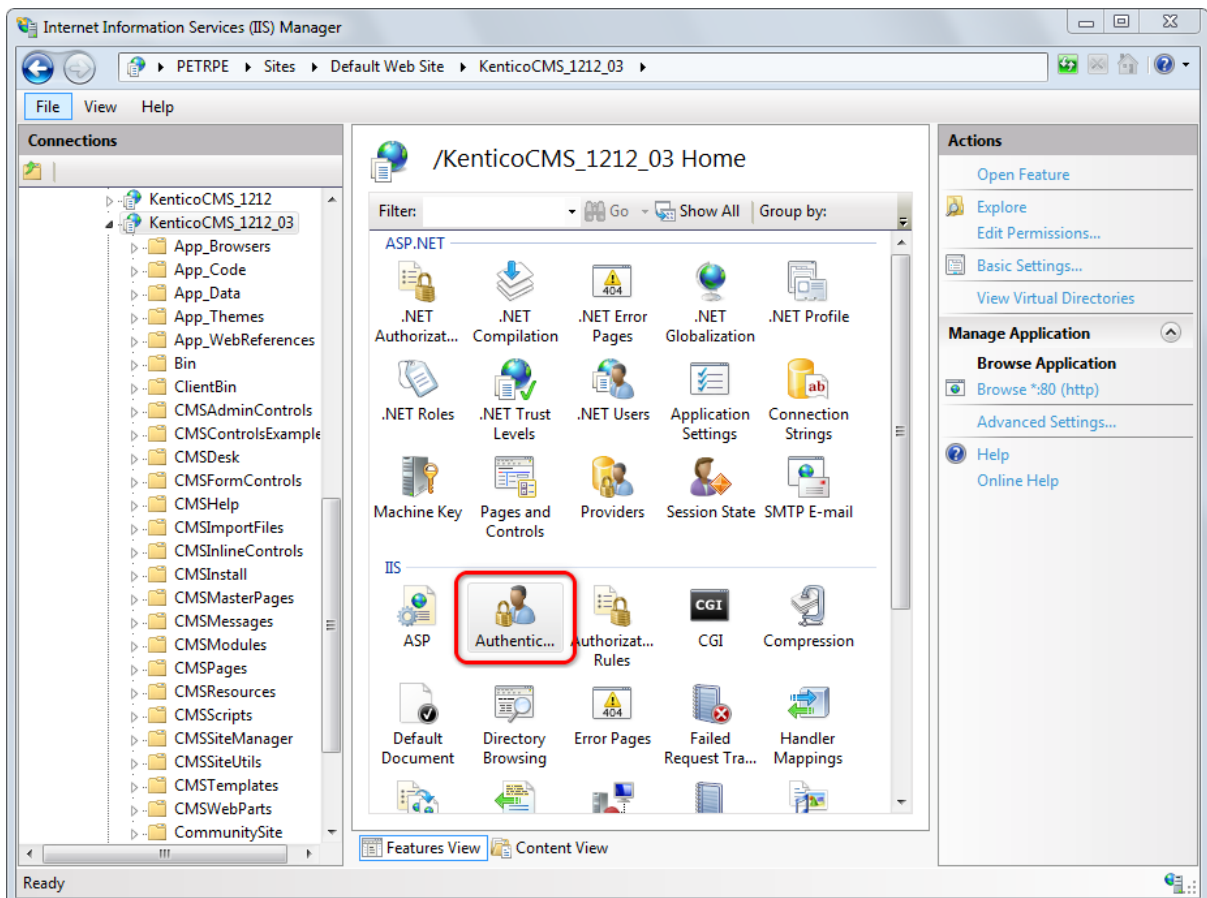 Internet Information Services (IIS) Manager
PETRPE Sites Default Web Site KenticoCMS_1212_03
File View Help
Connections
KenticoCMS_1212
KenticoCMS_1212_03
App_Browsers
App_Code
App_Data
App_Themes
App_WebReferences
Bin
ClientBin
CMSAdminControls
CMSControlsExample
CMSDesk
CMSFormControls
CMSHelp
CMSImportFiles
CMSInlineControls
CMSInstall
CMSMasterPages
CMSMessages
CMSModules
CMSPages
CMSResources
CMSScripts
CMSSiteManager
CMSSiteUtils
CMSTemplates
CMSWebParts
CommunitySite
/KenticoCMS_1212_03 Home
Filter: Go Show All Group by:
ASP.NET
404
.NET .NET .NET Error .NET .NET Profile
Authorizat... Compilation Pages Globalization
ab
.NET Roles .NET Trust .NET Users Application Connection
Levels Settings Strings
Machine Key Pages and Providers Session State SMTP E-mail
Controls
IIS
CGI
ASP Authentic... Authorizat... CGI Compression
Rules
404
Default Directory Error Pages Failed Handler
Document Browsing Request Tra... Mappings
Features View Content View
Actions
Open Feature
Explore
Edit Permissions...
Basic Settings...
View Virtual Directories
Manage Application
Browse Application
Browse *:80 (http)
Advanced Settings...
Help
Online Help
Ready